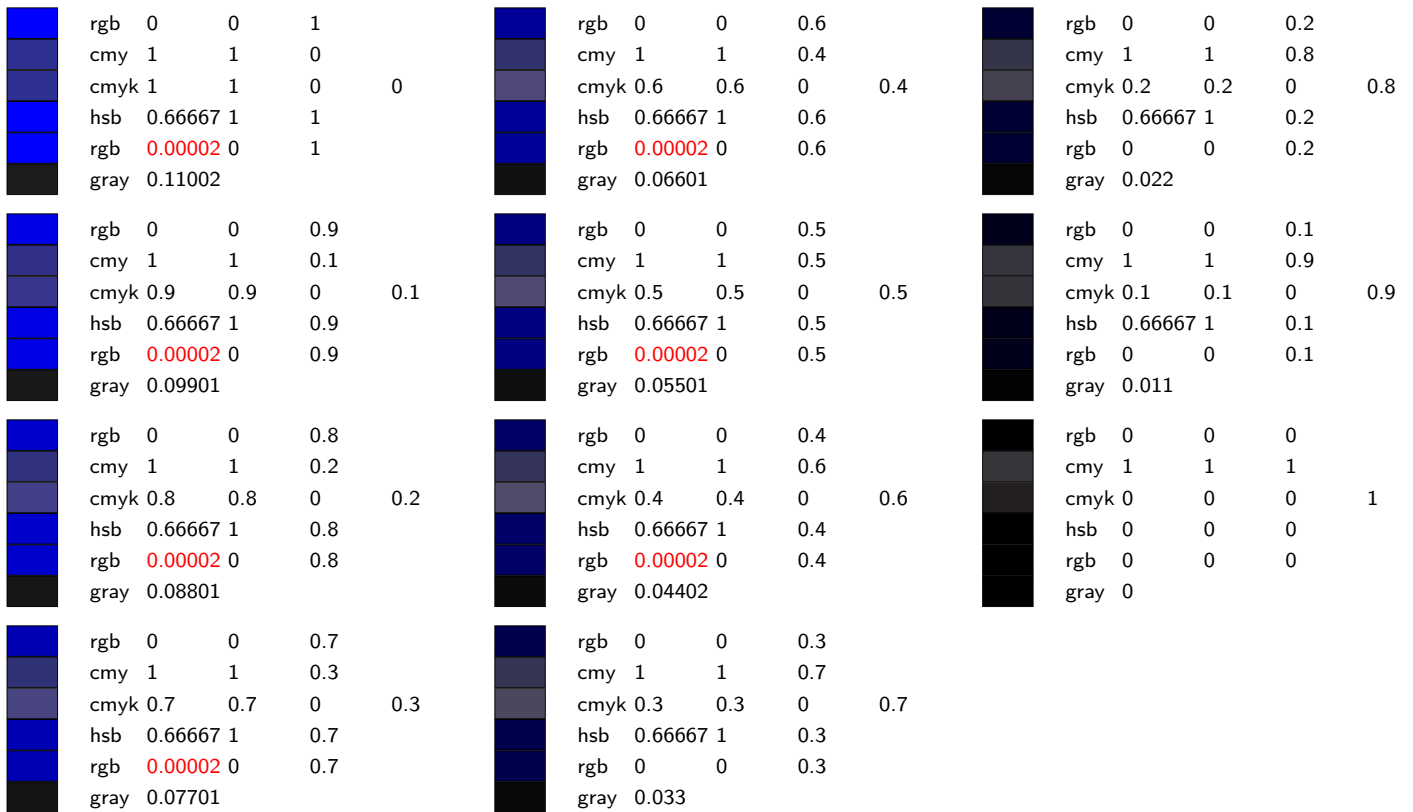 rgb 0 0 1
cmy 1 1 0
cmyk 1 1 0 0
hsb 0.66667 1 1
rgb 0.00002 0 1
gray 0.11002
rgb 0 0 0.9
cmy 1 1 0.1
cmyk 0.9 0.9 0 0.1
hsb 0.66667 1 0.9
rgb 0.00002 0 0.9
gray 0.09901
rgb 0 0 0.8
cmy 1 1 0.2
cmyk 0.8 0.8 0 0.2
hsb 0.66667 1 0.8
rgb 0.00002 0 0.8
gray 0.08801
rgb 0 0 0.7
cmy 1 1 0.3
cmyk 0.7 0.7 0 0.3
hsb 0.66667 1 0.7
rgb 0.00002 0 0.7
gray 0.07701
rgb 0 0 0.6
cmy 1 1 0.4
cmyk 0.6 0.6 0 0.4
hsb 0.66667 1 0.6
rgb 0.00002 0 0.6
gray 0.06601
rgb 0 0 0.5
cmy 1 1 0.5
cmyk 0.5 0.5 0 0.5
hsb 0.66667 1 0.5
rgb 0.00002 0 0.5
gray 0.05501
rgb 0 0 0.4
cmy 1 1 0.6
cmyk 0.4 0.4 0 0.6
hsb 0.66667 1 0.4
rgb 0.00002 0 0.4
gray 0.04402
rgb 0 0 0.3
cmy 1 1 0.7
cmyk 0.3 0.3 0 0.7
hsb 0.66667 1 0.3
rgb 0 0 0.3
gray 0.033
rgb 0 0 0.2
cmy 1 1 0.8
cmyk 0.2 0.2 0 0.8
hsb 0.66667 1 0.2
rgb 0 0 0.2
gray 0.022
rgb 0 0 0.1
cmy 1 1 0.9
cmyk 0.1 0.1 0 0.9
hsb 0.66667 1 0.1
rgb 0 0 0.1
gray 0.011
rgb 0 0 0
cmy 1 1 1
cmyk 0 0 0 1
hsb 0 0 0
rgb 0 0 0
gray 0